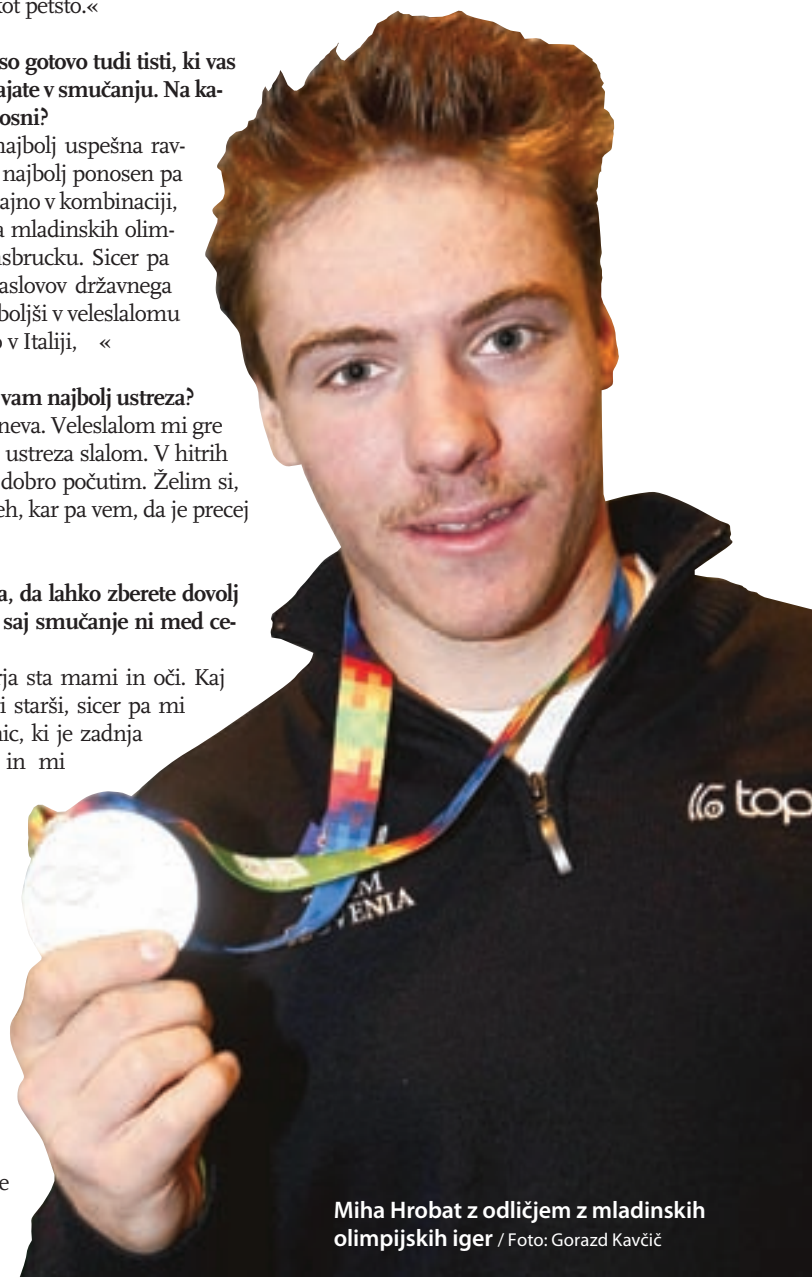 kot petsto.«
so gotovo tudi tisti, ki vas
ajate v smučanju. Na ka-
osni?
najbolj uspešna rav-
najbolj ponosen pa
ajno v kombinaciji,
a mladinskih olim-
nsbrucku. Sicer pa
aslovov državnega
boljši v veleslalomu
o v Italiji, «
vam najbolj ustreza?
neva. Veleslalom mi gre
ustreza slalom. V hitrih
dobro počutim. Želim si,
eh, kar pa vem, da je precej
a, da lahko zberete dovolj
saj smučanje ni med ce-
rja sta mami in oči. Kaj
i starši, sicer pa mi
nic, ki je zadnja
in mi
top
ENIA
e
Miha Hrobat z odličjem z mladinskih
olimpijskih iger / Foto: Gorazd Kavčič